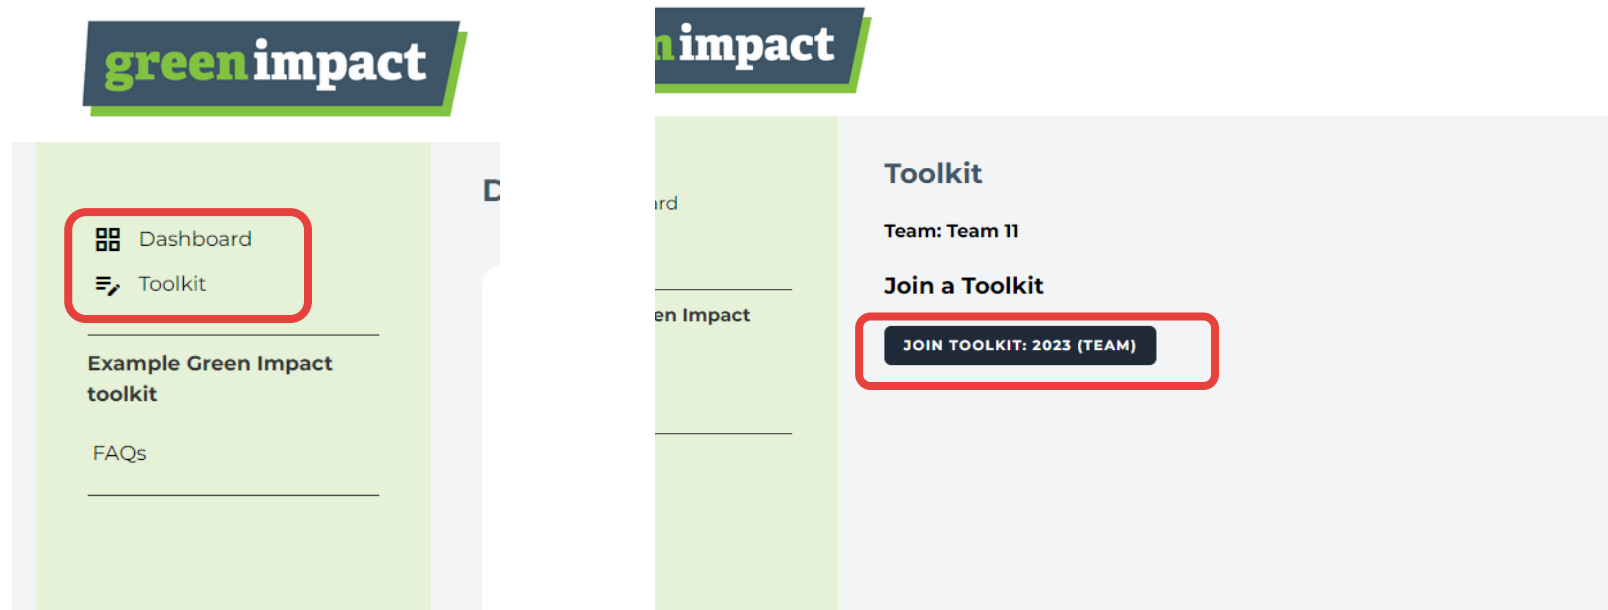 greenimpact
D
Dashboard
Toolkit
Example Green Impact
toolkit
FAQs
n impact
ard
en Impact
Toolkit
Team: Team 11
Join a Toolkit
JOIN TOOLKIT: 2023 (TEAM)